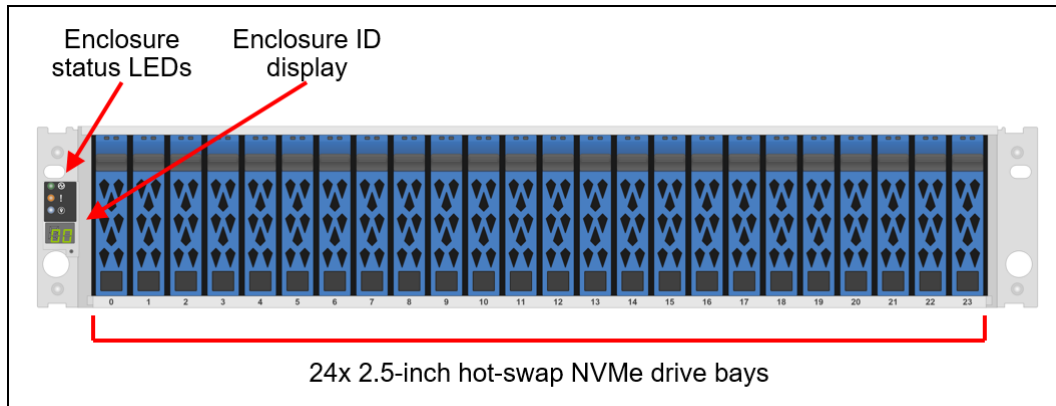 Enclosure
status LEDs
Enclosure ID
display
00
0 1 2 3 4 5 6 7 8 9 10 11 12 13 14 15 16 17 18 19 20 21 22 23
24x 2.5-inch hot-swap NVMe drive bays